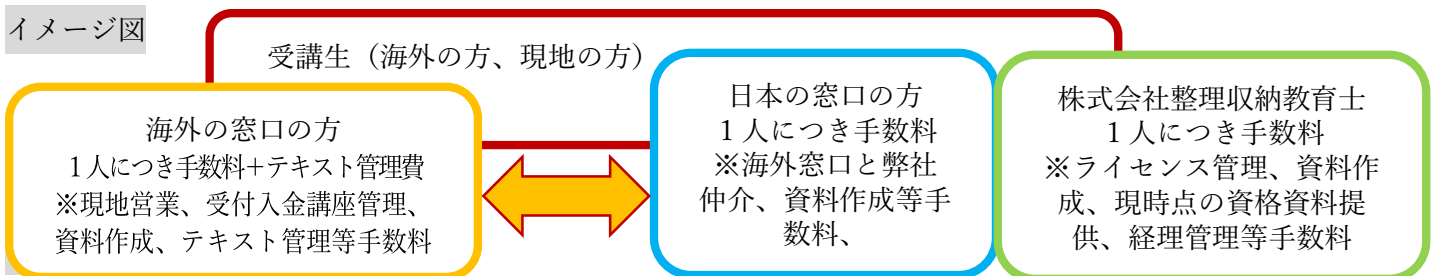 イメージ図
受講生（海外の方、現地の方）
海外の窓口の方
１人につき手数料＋テキスト管理費
※現地営業、受付入金講座管理、
資料作成、テキスト管理等手数料
日本の窓口の方
１人につき手数料
※海外窓口と弊社
仲介、資料作成等手
数料、
株式会社整理収納教育士
１人につき手数料
※ライセンス管理、資料作
成、現時点の資格資料提
供、経理管理等手数料